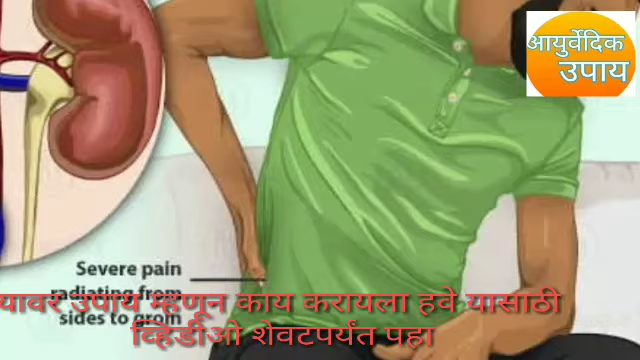 आयुर्वेदिक
उपाय
Severe pain
radiating from
sides to groin
यावर उपाय म्हणून काय करायला हवे यासाठी
व्हिडीओ शेवटपर्यंत पहा